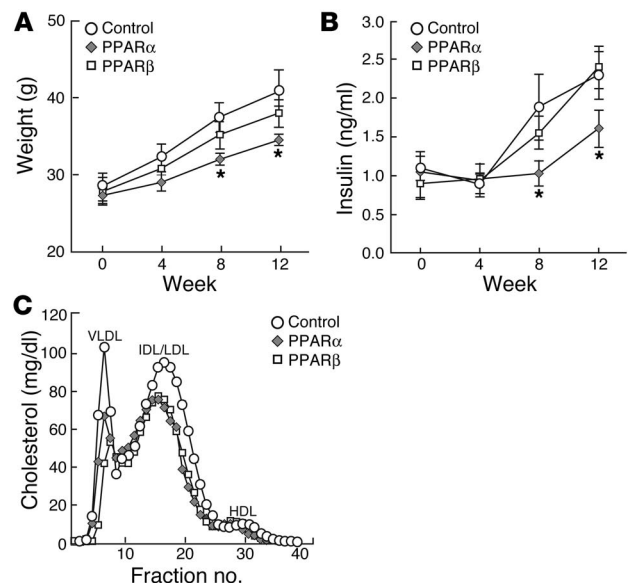 A
50
40
30
20
Weight (g)
Control
PPARα
PPARβ
*
*
0 4 8 12
Week
B
3.0
2.5
2.0
1.5
1.0
0.5
0.0
Insulin (ng/ml)
Control
PPARα
PPARβ
*
*
0 4 8 12
Week
C
120
100
80
60
40
20
0
Cholesterol (mg/dl)
VLDL
IDL/LDL
HDL
Control
PPARα
PPARβ
10 20 30 40
Fraction no.